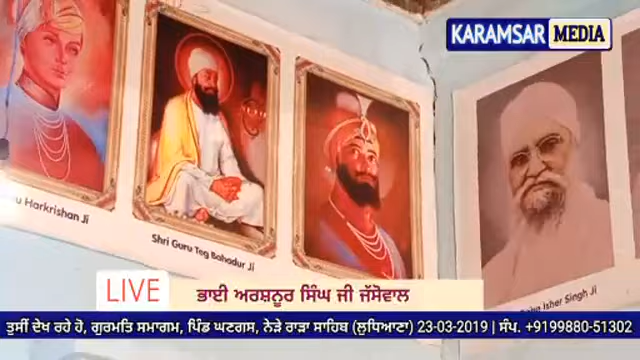 KARAMSAR MEDIA
Harkrishan Ji
Shri Guru Teg Bahadur Ji
Isher Singh Ji
LIVE
ਭਾਈ ਅਰਸ਼ਨੂਰ ਸਿੰਘ ਜੀ ਜੱਸੋਵਾਲ
ਤੁਸੀਂ ਦੇਖ ਰਹੇ ਹੋ, ਗੁਰਮਤਿ ਸਮਾਗਮ, ਪਿੰਡ ਘਣਗਸ, ਨੇੜੇ ਰਾੜਾ ਸਾਹਿਬ (ਲੁਧਿਆਣਾ) 23-03-2019 | ਸੰਪ. +9199880-51302